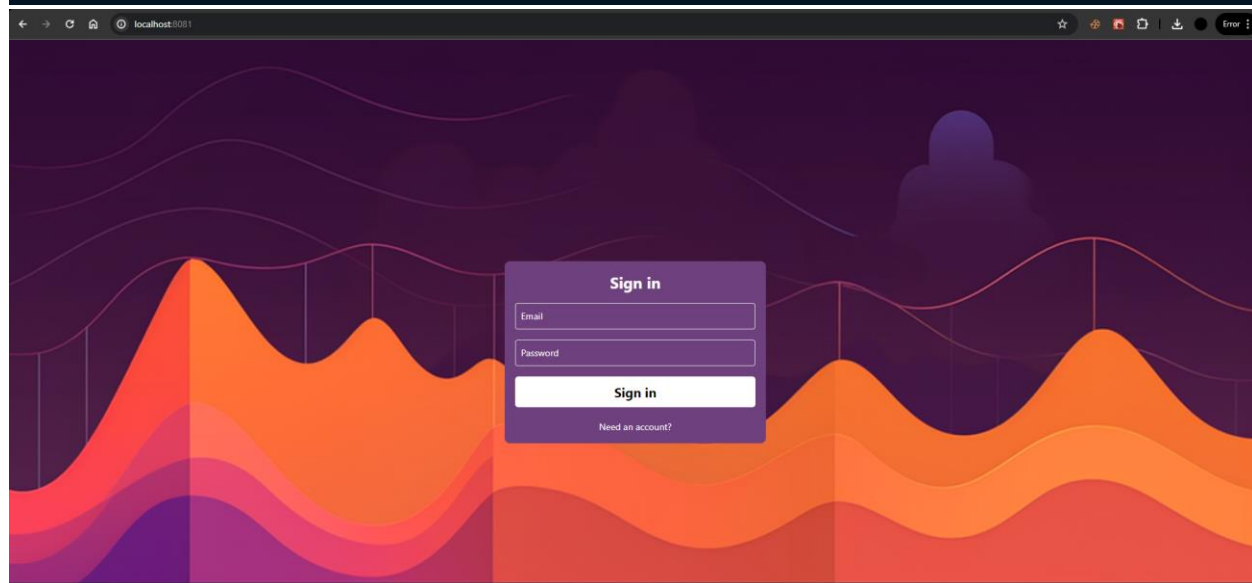 localhost:8081
Error
Sign in
Email
Password
Sign in
Need an account?